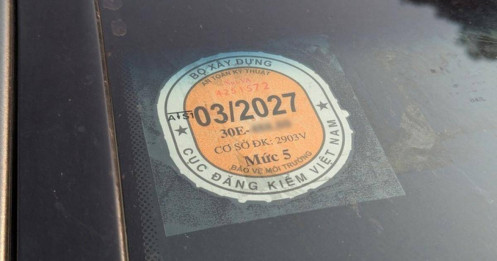 BỘ XÂY DỰNG
AN TOÀN KỸ THUẬT
4251572
03/2027
30E-
CƠ SỞ ĐK: 2903V
Mức 5
BẢO VỆ MÔI TRƯỜNG
CỤC ĐĂNG KIỂM VIỆT NAM